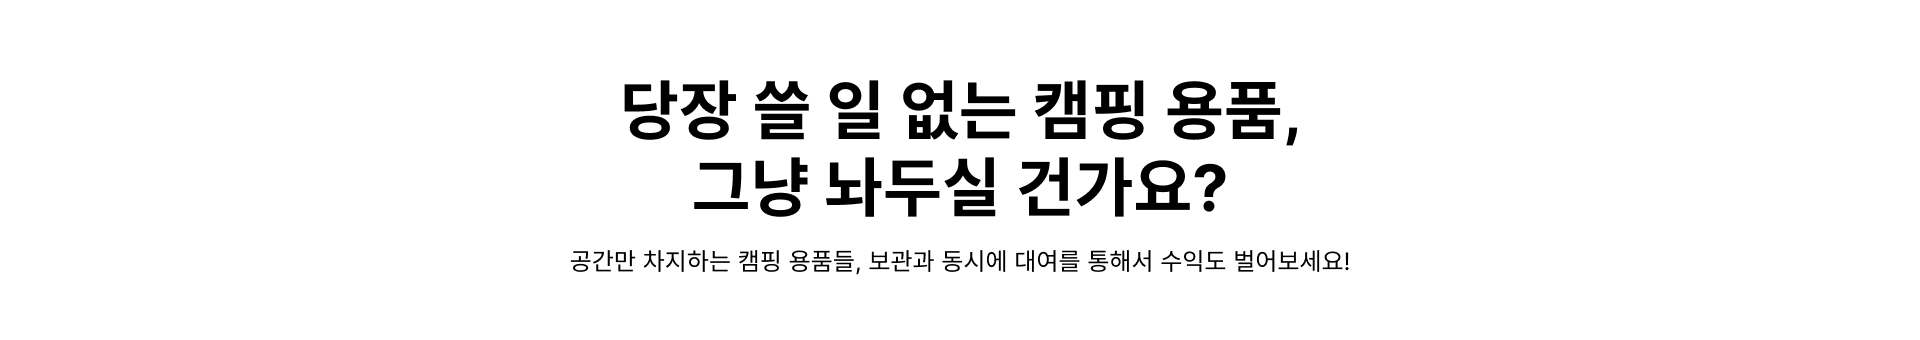 당장 쓸 일 없는 캠핑 용품,
그냥 놔두실 건가요?
공간만 차지하는 캠핑 용품들, 보관과 동시에 대여를 통해서 수익도 벌어보세요!